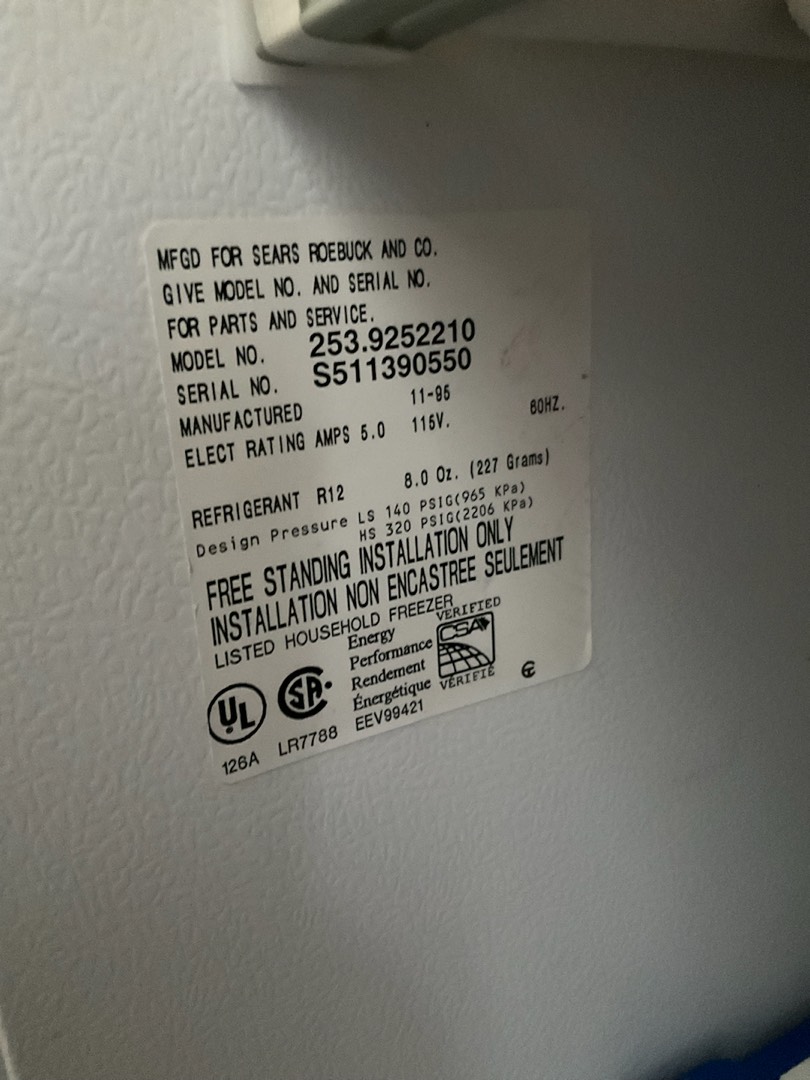 MFGD FOR SEARS ROEBUCK AND CO.
GIVE MODEL NO. AND SERIAL NO.
FOR PARTS AND SERVICE.
MODEL NO. 253.9252210
SERIAL NO. S511390550
MANUFACTURED 11-95
ELECT RATING AMPS 5.0 115V. 60HZ.
REFRIGERANT R12 8.0 Oz. (227 Grams)
Design Pressure LS 140 PSIG(965 KPa)
HS 320 PSIG(2206 KPa)
FREE STANDING INSTALLATION ONLY
INSTALLATION NON ENCASTREE SEULEMENT
LISTED HOUSEHOLD FREEZER
UL
SA
Energy
Performance
Rendement
Énergétique
VERIFIED
CSA
VÉRIFIÉ
126A LR7788 EEV99421